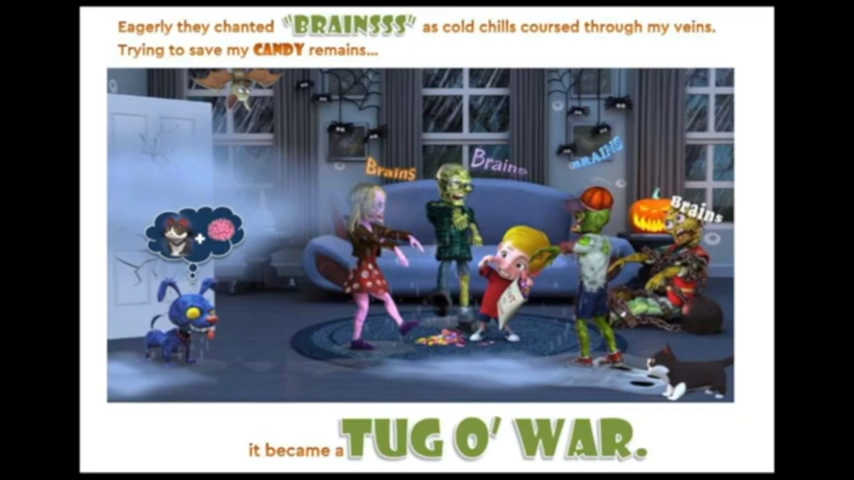 Eagerly they chanted "BRAINSSS" as cold chills coursed through my veins.
Trying to save my CANDY remains...
Brains
Brains
BRAINS
Brains
+
it became a TUG O' WAR.